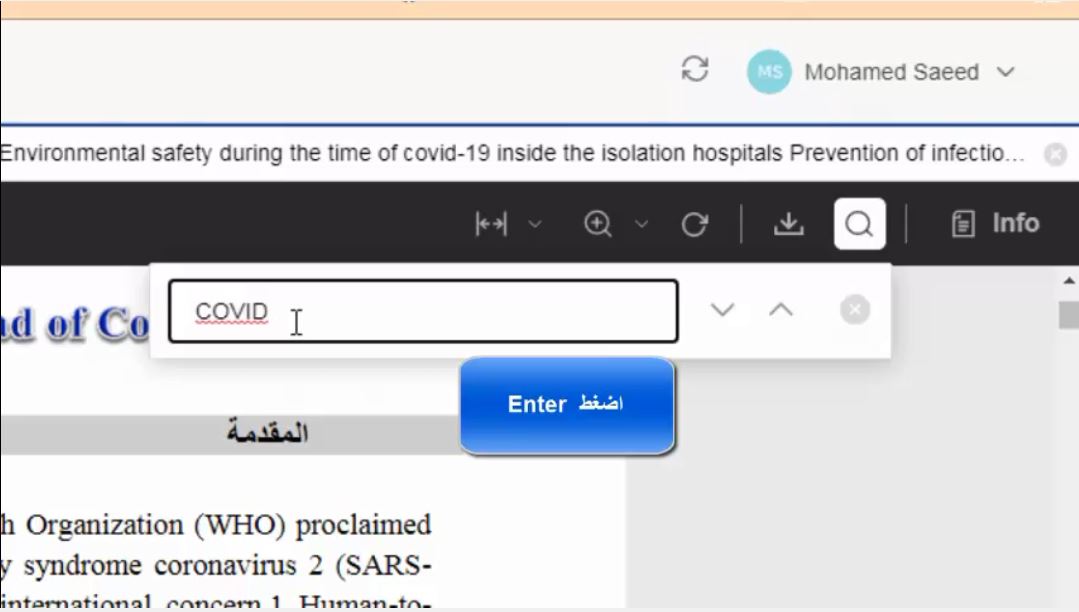 MS Mohamed Saeed
Environmental safety during the time of covid-19 inside the isolation hospitals Prevention of infectio...
Info
COVID
ad of Co
اضغط Enter
المقدمة
h Organization (WHO) proclaimed
y syndrome coronavirus 2 (SARS-
international concern.1 Human-to-